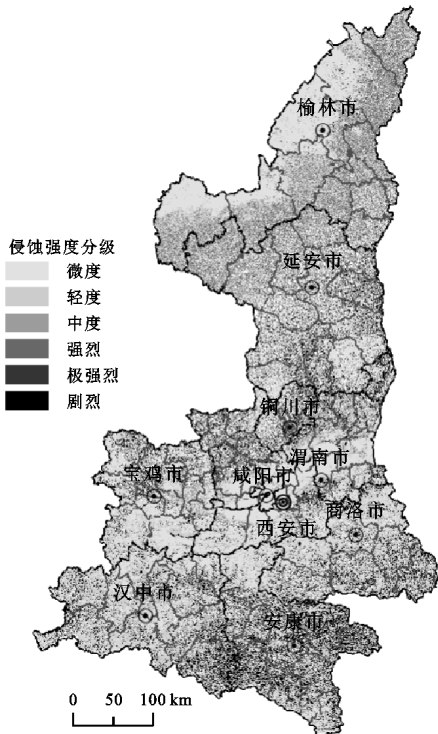 榆林市
侵蚀强度分级
微度
轻度
中度
强烈
极强烈
剧烈
延安市
铜川市
渭南市
宝鸡市
咸阳市
商洛市
西安市
汉中市
安康市
0 50 100 km